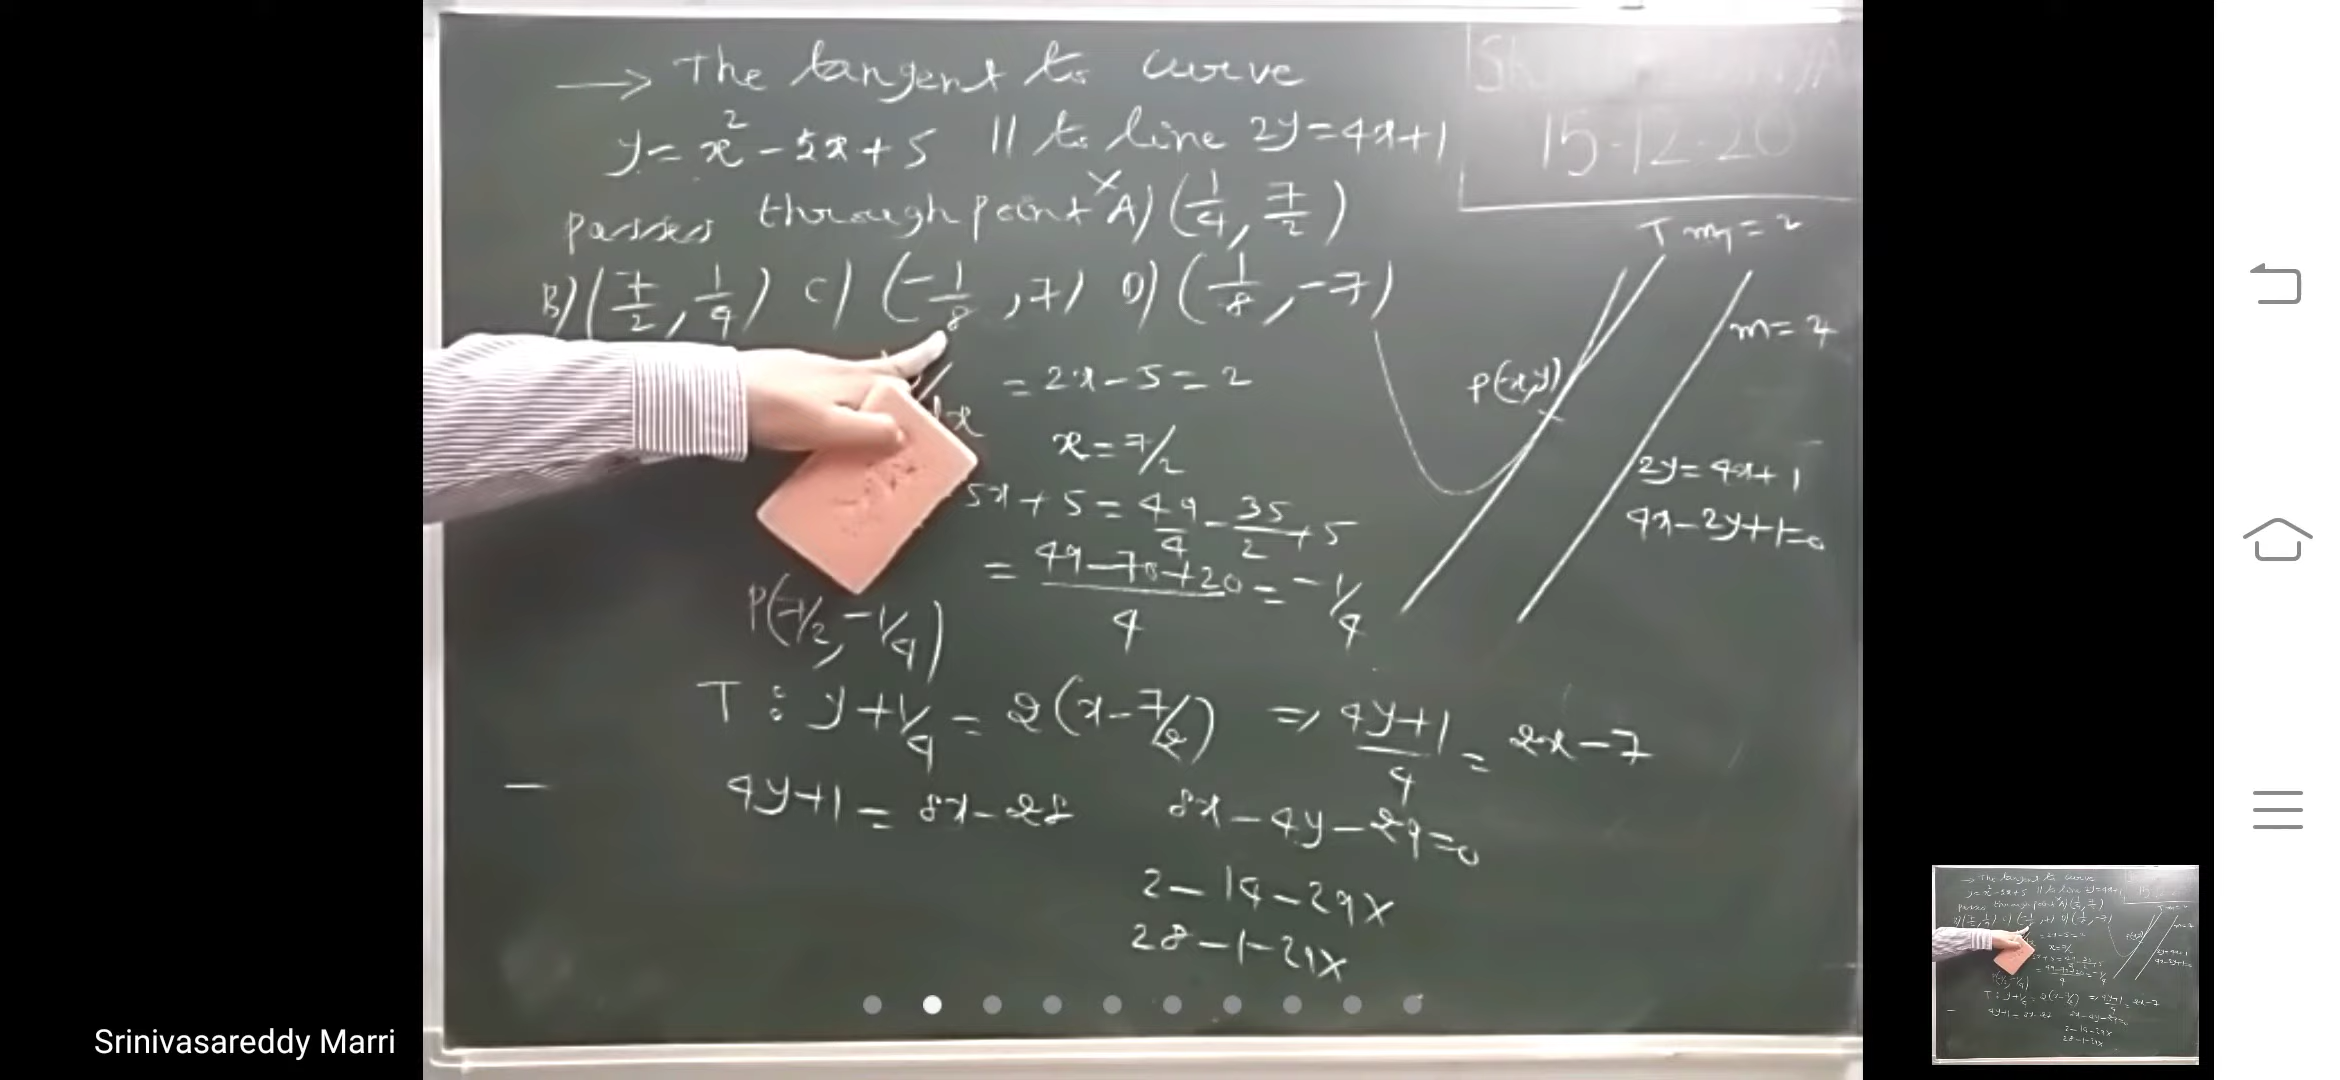 → The tangent to curve
y = x² - 5x + 5 || to line 2y = 4x + 1
passes through point ˣA) (1/4, 7/2)
B) (7/2, 1/4) C) (-1/8, 7) D) (1/8, -7)
= 2x - 5 = 2
x = 7/2
5x + 5 = 49/4 - 35/2 + 5
= (49 - 70 + 20)/4 = -1/4
P(7/2, -1/4)
T : y + 1/4 = 2(x - 7/2) ⇒ (4y + 1)/4 = 2x - 7
4y + 1 = 8x - 28 8x - 4y - 29 = 0
2 - 14 - 29 x
28 - 1 - 29 x
15-12-20
T m₁ = 2
m = 2
P(x,y)
2y = 4x + 1
4x - 2y + 1 = 0
Srinivasareddy Marri